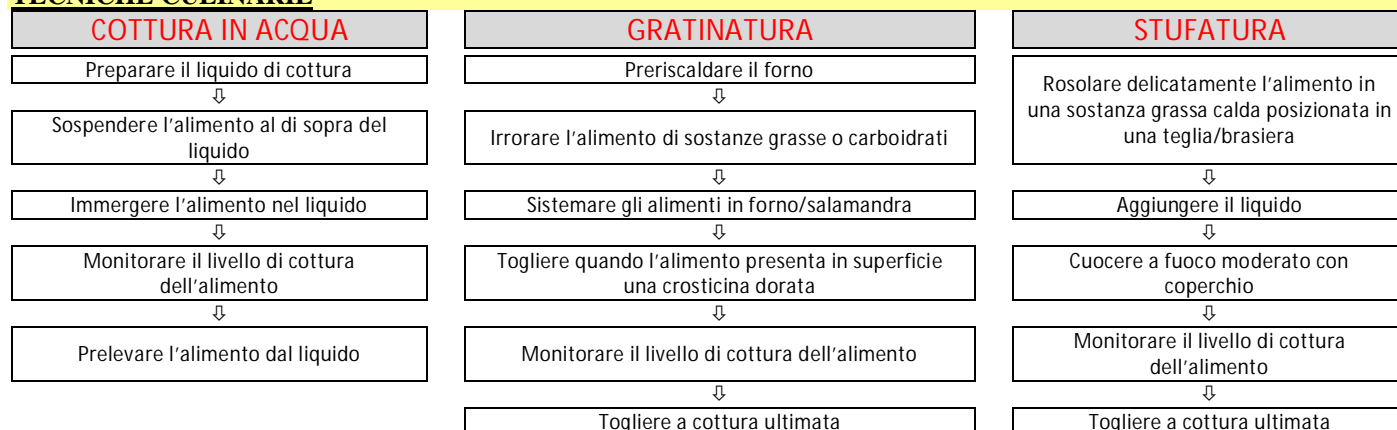 TECNICHE CULINARIE
COTTURA IN ACQUA
Preparare il liquido di cottura
⇩
Sospendere l'alimento al di sopra del
liquido
⇩
Immergere l'alimento nel liquido
⇩
Monitorare il livello di cottura
dell'alimento
⇩
Prelevare l'alimento dal liquido
GRATINATURA
Preriscaldare il forno
⇩
Irrorare l'alimento di sostanze grasse o carboidrati
⇩
Sistemare gli alimenti in forno/salamandra
⇩
Togliere quando l'alimento presenta in superficie
una crosticina dorata
⇩
Monitorare il livello di cottura dell'alimento
⇩
Togliere a cottura ultimata
STUFATURA
Rosolare delicatamente l'alimento in
una sostanza grassa calda posizionata in
una teglia/brasiera
⇩
Aggiungere il liquido
⇩
Cuocere a fuoco moderato con
coperchio
⇩
Monitorare il livello di cottura
dell'alimento
⇩
Togliere a cottura ultimata